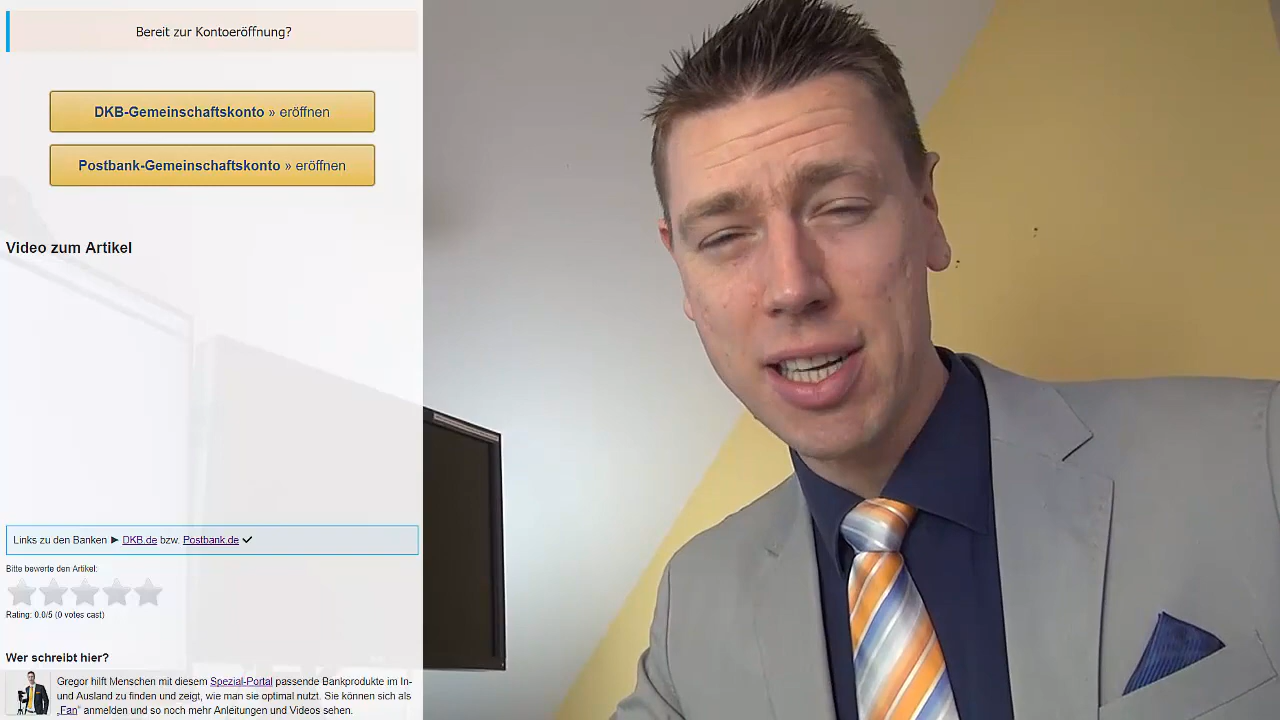 Bereit zur Kontoeröffnung?
DKB-Gemeinschaftskonto » eröffnen
Postbank-Gemeinschaftskonto » eröffnen
Video zum Artikel
Links zu den Banken ► DKB.de bzw. Postbank.de ✔
Bitte bewerte den Artikel:
Rating: 0.0/5 (0 votes cast)
Wer schreibt hier?
Gregor hilft Menschen mit diesem Spezial-Portal passende Bankprodukte im In-
und Ausland zu finden und zeigt, wie man sie optimal nutzt. Sie können sich als
„Fan“ anmelden und so noch mehr Anleitungen und Videos sehen.